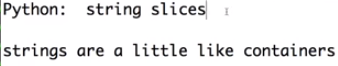 Python:  string slices
strings are a little like containers